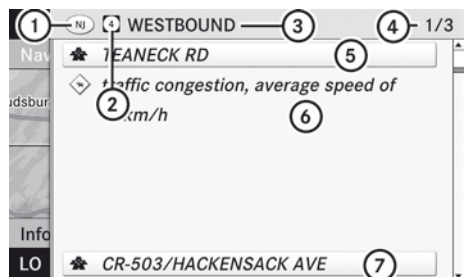 1 NJ 4 WESTBOUND 3 4 1/3
Nav
TEANECK RD 5
udsbur
traffic congestion, average speed of
2 km/h 6
Info
LO
CR-503/HACKENSACK AVE 7